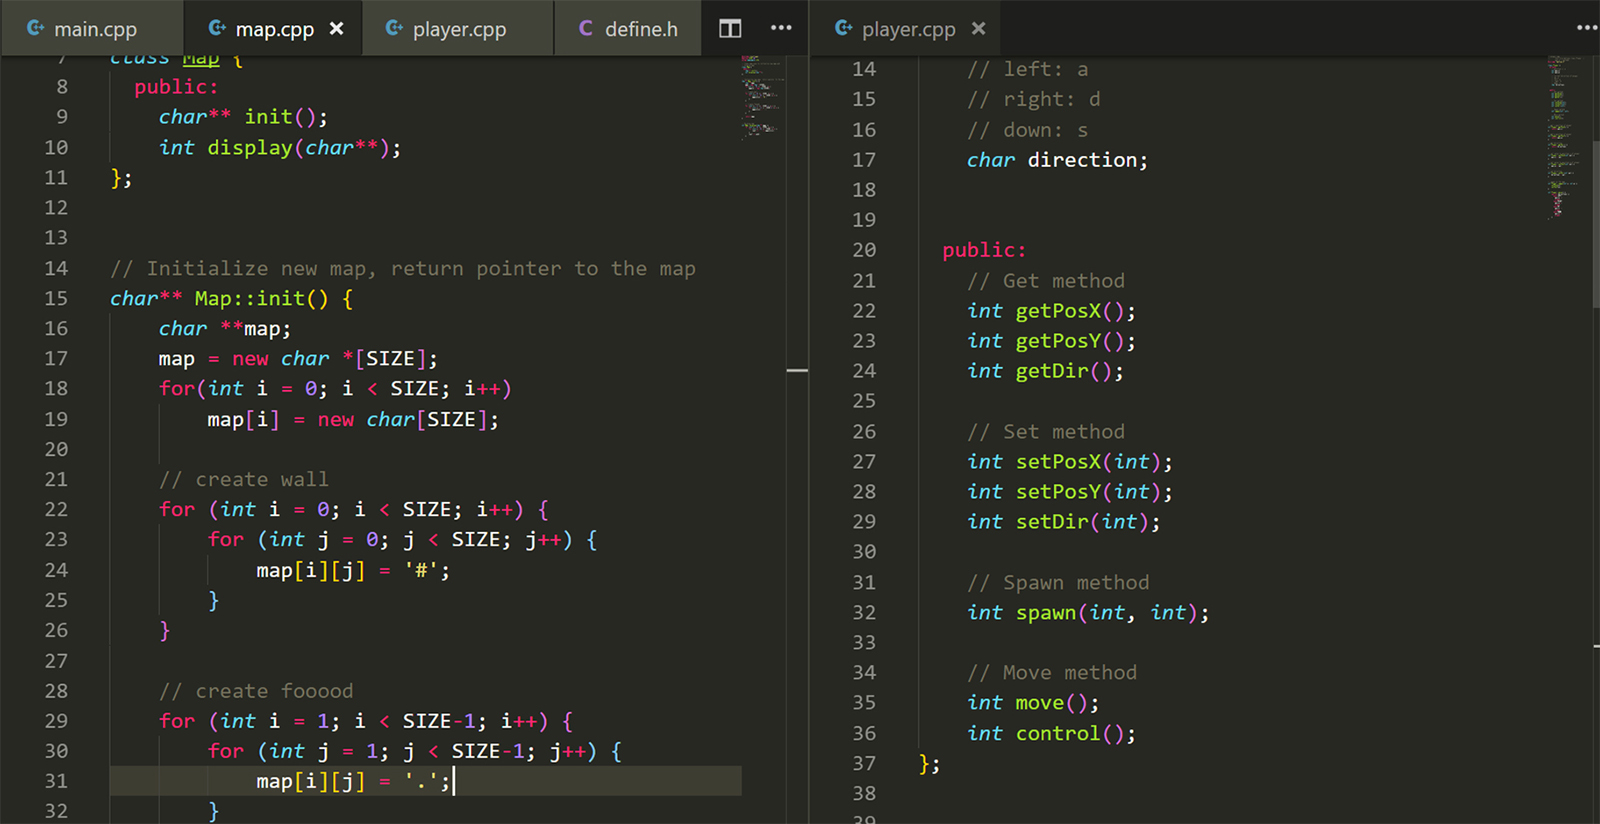 main.cpp
map.cpp
player.cpp
define.h
7 class Map {
8 public:
9 char** init();
10 int display(char**);
11 };
12
13
14 // Initialize new map, return pointer to the map
15 char** Map::init() {
16 char **map;
17 map = new char *[SIZE];
18 for(int i = 0; i < SIZE; i++)
19 map[i] = new char[SIZE];
20
21 // create wall
22 for (int i = 0; i < SIZE; i++) {
23 for (int j = 0; j < SIZE; j++) {
24 map[i][j] = '#';
25 }
26 }
27
28 // create fooood
29 for (int i = 1; i < SIZE-1; i++) {
30 for (int j = 1; j < SIZE-1; j++) {
31 map[i][j] = '.';
32 }
player.cpp
14 // left: a
15 // right: d
16 // down: s
17 char direction;
18
19
20 public:
21 // Get method
22 int getPosX();
23 int getPosY();
24 int getDir();
25
26 // Set method
27 int setPosX(int);
28 int setPosY(int);
29 int setDir(int);
30
31 // Spawn method
32 int spawn(int, int);
33
34 // Move method
35 int move();
36 int control();
37 };
38
39